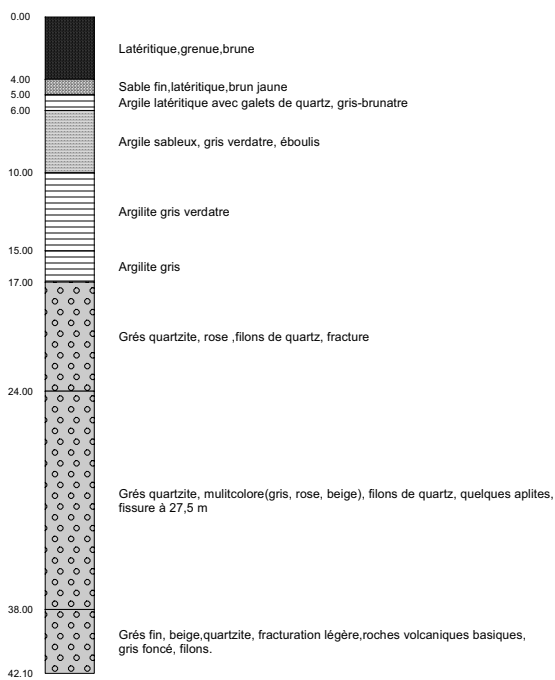 0.00
Latéritique,grenue,brune
4.00
Sable fin,latéritique,brun jaune
5.00
Argile latéritique avec galets de quartz, gris-brunatre
6.00
Argile sableux, gris verdatre, éboulis
10.00
Argilite gris verdatre
15.00
Argilite gris
17.00
Grés quartzite, rose ,filons de quartz, fracture
24.00
Grés quartzite, mulitcolore(gris, rose, beige), filons de quartz, quelques aplites,
fissure à 27,5 m
38.00
Grés fin, beige,quartzite, fracturation légère,roches volcaniques basiques,
gris foncé, filons.
42.10